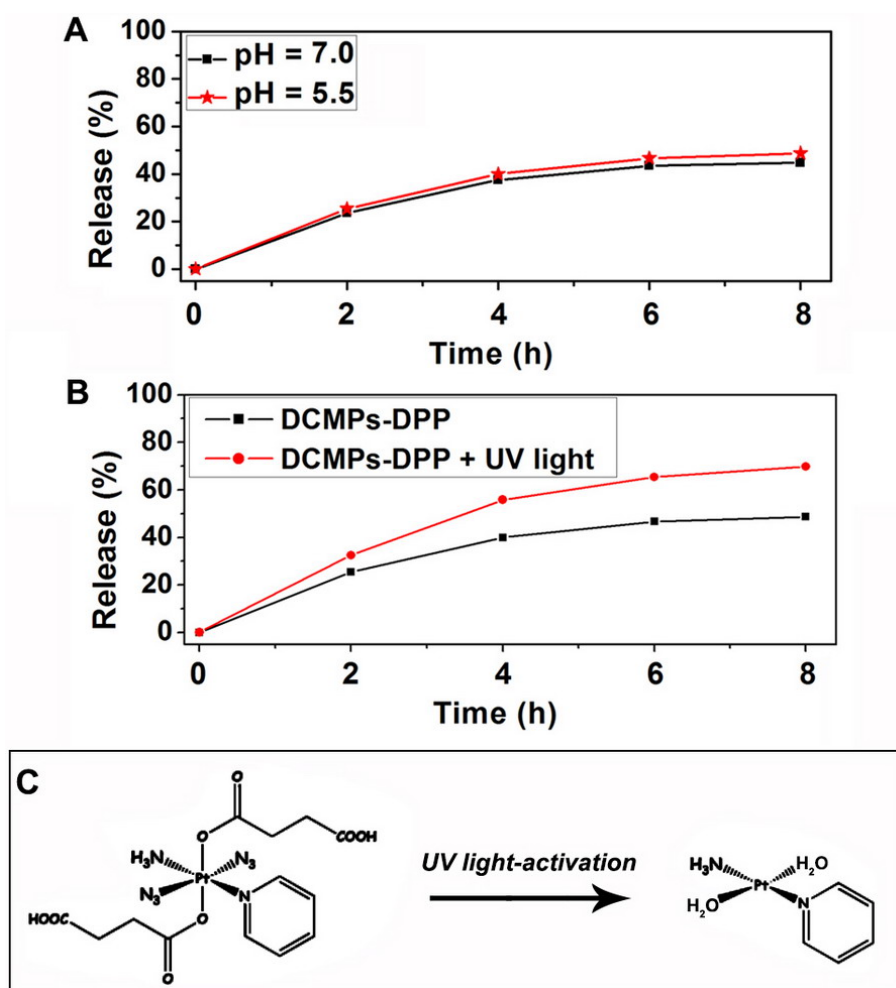 A
pH = 7.0
pH = 5.5
Release (%)
100
80
60
40
20
0
0 2 4 6 8
Time (h)
B
DCMPs-DPP
DCMPs-DPP + UV light
Release (%)
100
80
60
40
20
0
0 2 4 6 8
Time (h)
C
O
O
COOH
H₃N
N₃
Pt
N₃
N
HOOC
O
O
UV light-activation
H₃N
H₂O
Pt
H₂O
N